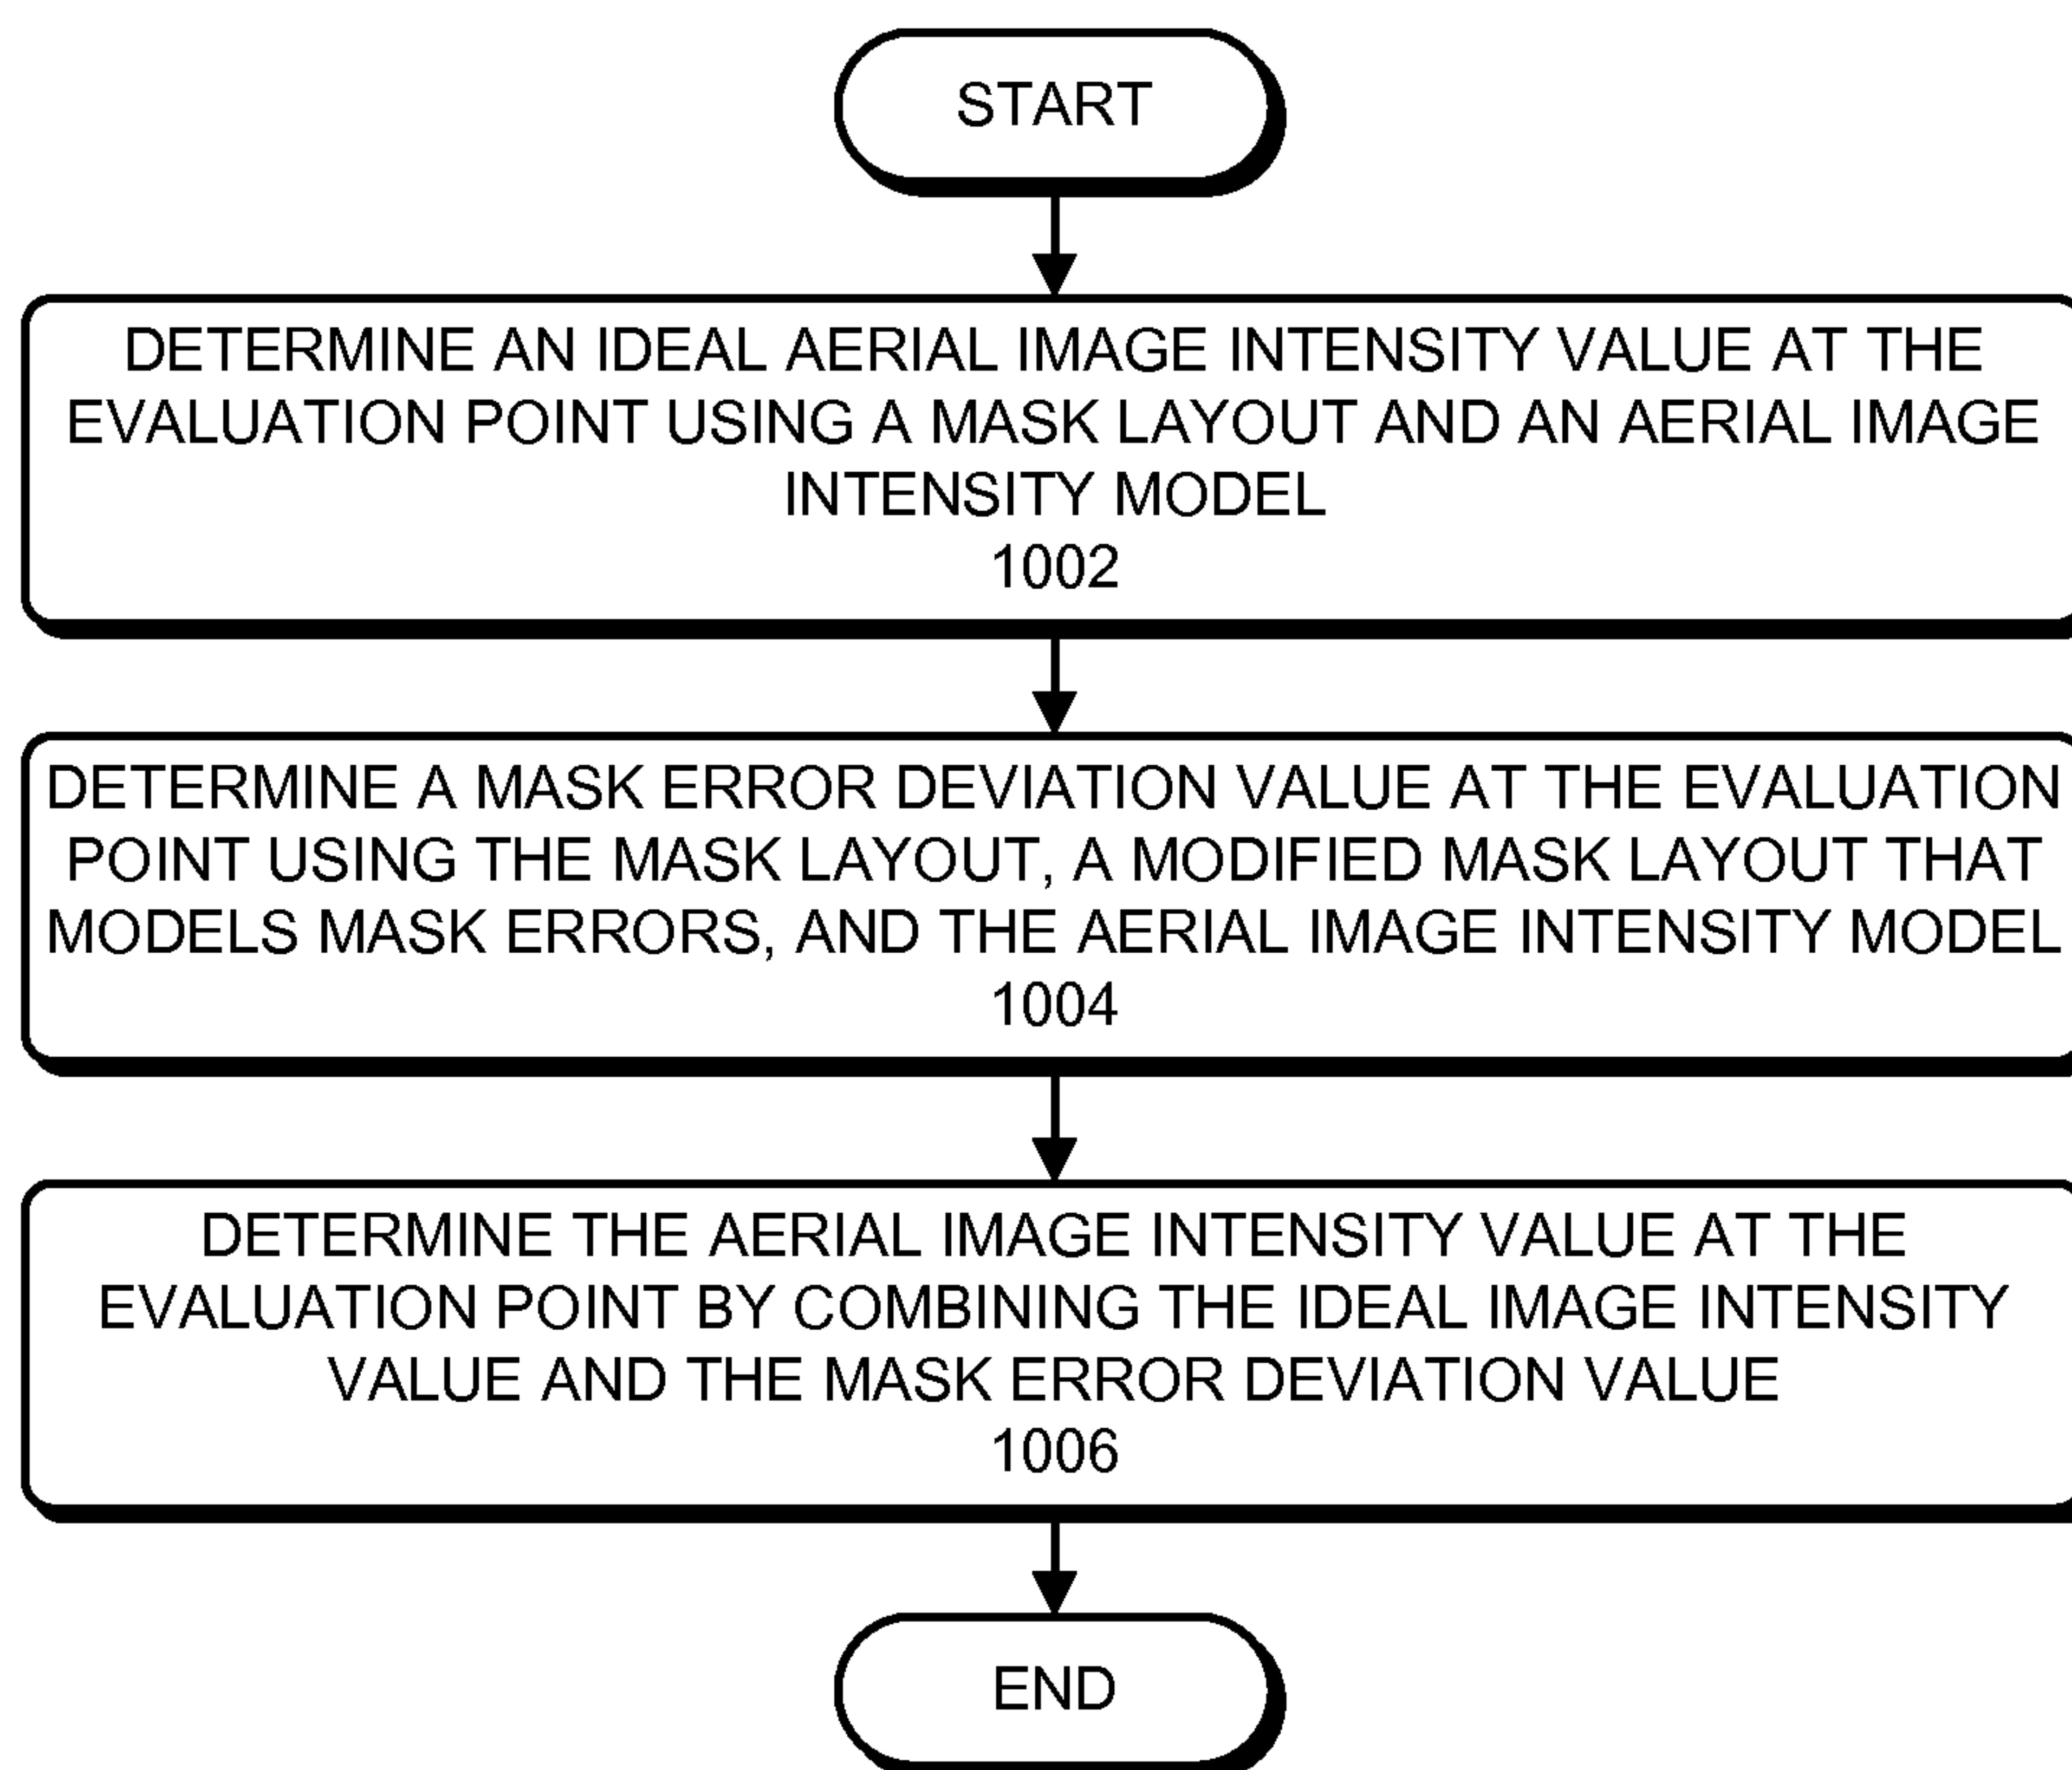 START
DETERMINE AN IDEAL AERIAL IMAGE INTENSITY VALUE AT THE
EVALUATION POINT USING A MASK LAYOUT AND AN AERIAL IMAGE
INTENSITY MODEL
1002
DETERMINE A MASK ERROR DEVIATION VALUE AT THE EVALUATION
POINT USING THE MASK LAYOUT, A MODIFIED MASK LAYOUT THAT
MODELS MASK ERRORS, AND THE AERIAL IMAGE INTENSITY MODEL
1004
DETERMINE THE AERIAL IMAGE INTENSITY VALUE AT THE
EVALUATION POINT BY COMBINING THE IDEAL IMAGE INTENSITY
VALUE AND THE MASK ERROR DEVIATION VALUE
1006
END